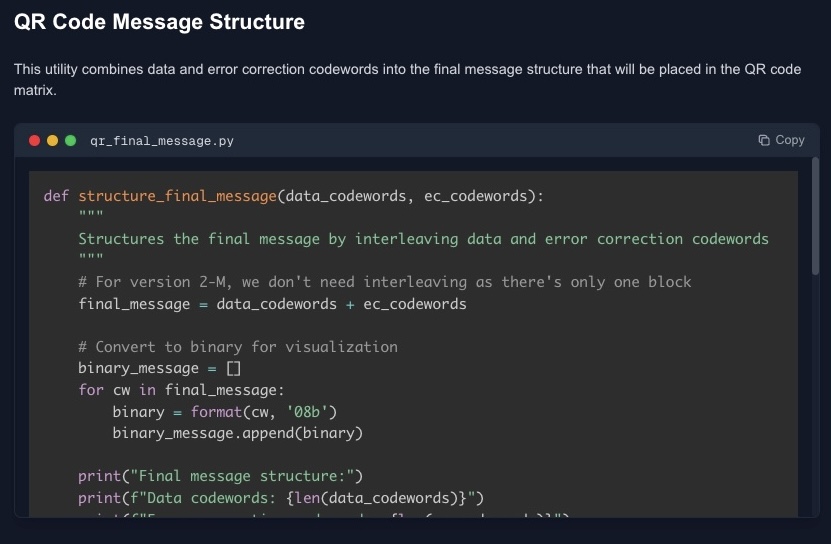 QR Code Message Structure
This utility combines data and error correction codewords into the final message structure that will be placed in the QR code
matrix.
qr_final_message.py
Copy
def structure_final_message(data_codewords, ec_codewords):
"""
Structures the final message by interleaving data and error correction codewords
"""
# For version 2-M, we don't need interleaving as there's only one block
final_message = data_codewords + ec_codewords
# Convert to binary for visualization
binary_message = []
for cw in final_message:
binary = format(cw, '08b')
binary_message.append(binary)
print("Final message structure:")
print(f"Data codewords: {len(data_codewords)}")